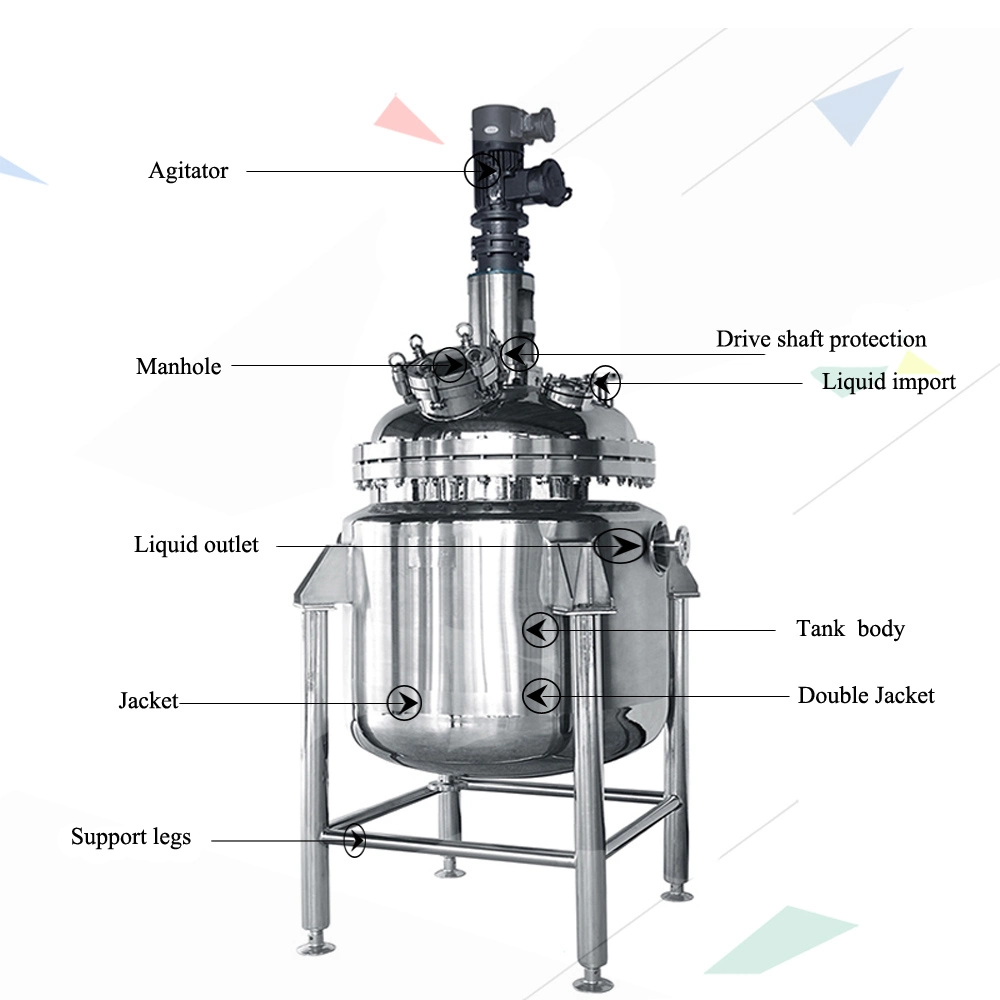 Agitator
Drive shaft protection
Manhole
Liquid import
Liquid outlet
Tank  body
Jacket
Double Jacket
Support legs